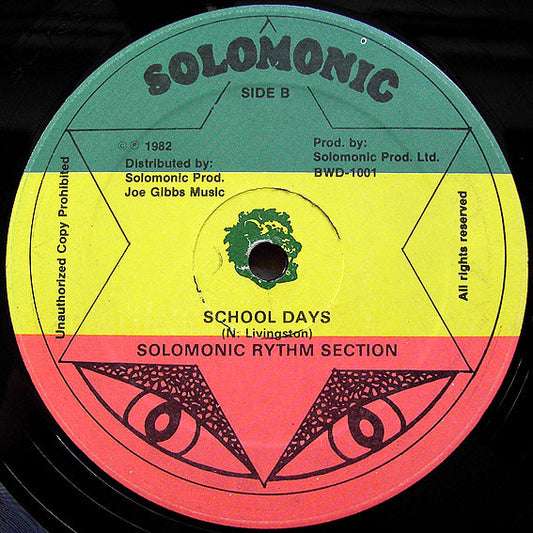 SOLOMONIC
SIDE B
© ℗ 1982
Distributed by:
Solomonic Prod.
Joe Gibbs Music
Prod. by:
Solomonic Prod. Ltd.
BWD-1001
Unauthorized Copy Prohibited
All rights reserved
SCHOOL DAYS
(N. Livingston)
SOLOMONIC RYTHM SECTION